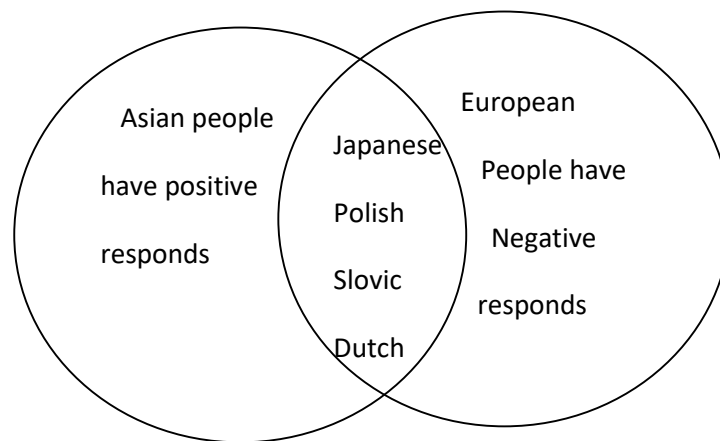 Asian people
have positive
responds
Japanese
Polish
Slovic
Dutch
European
People have
Negative
responds